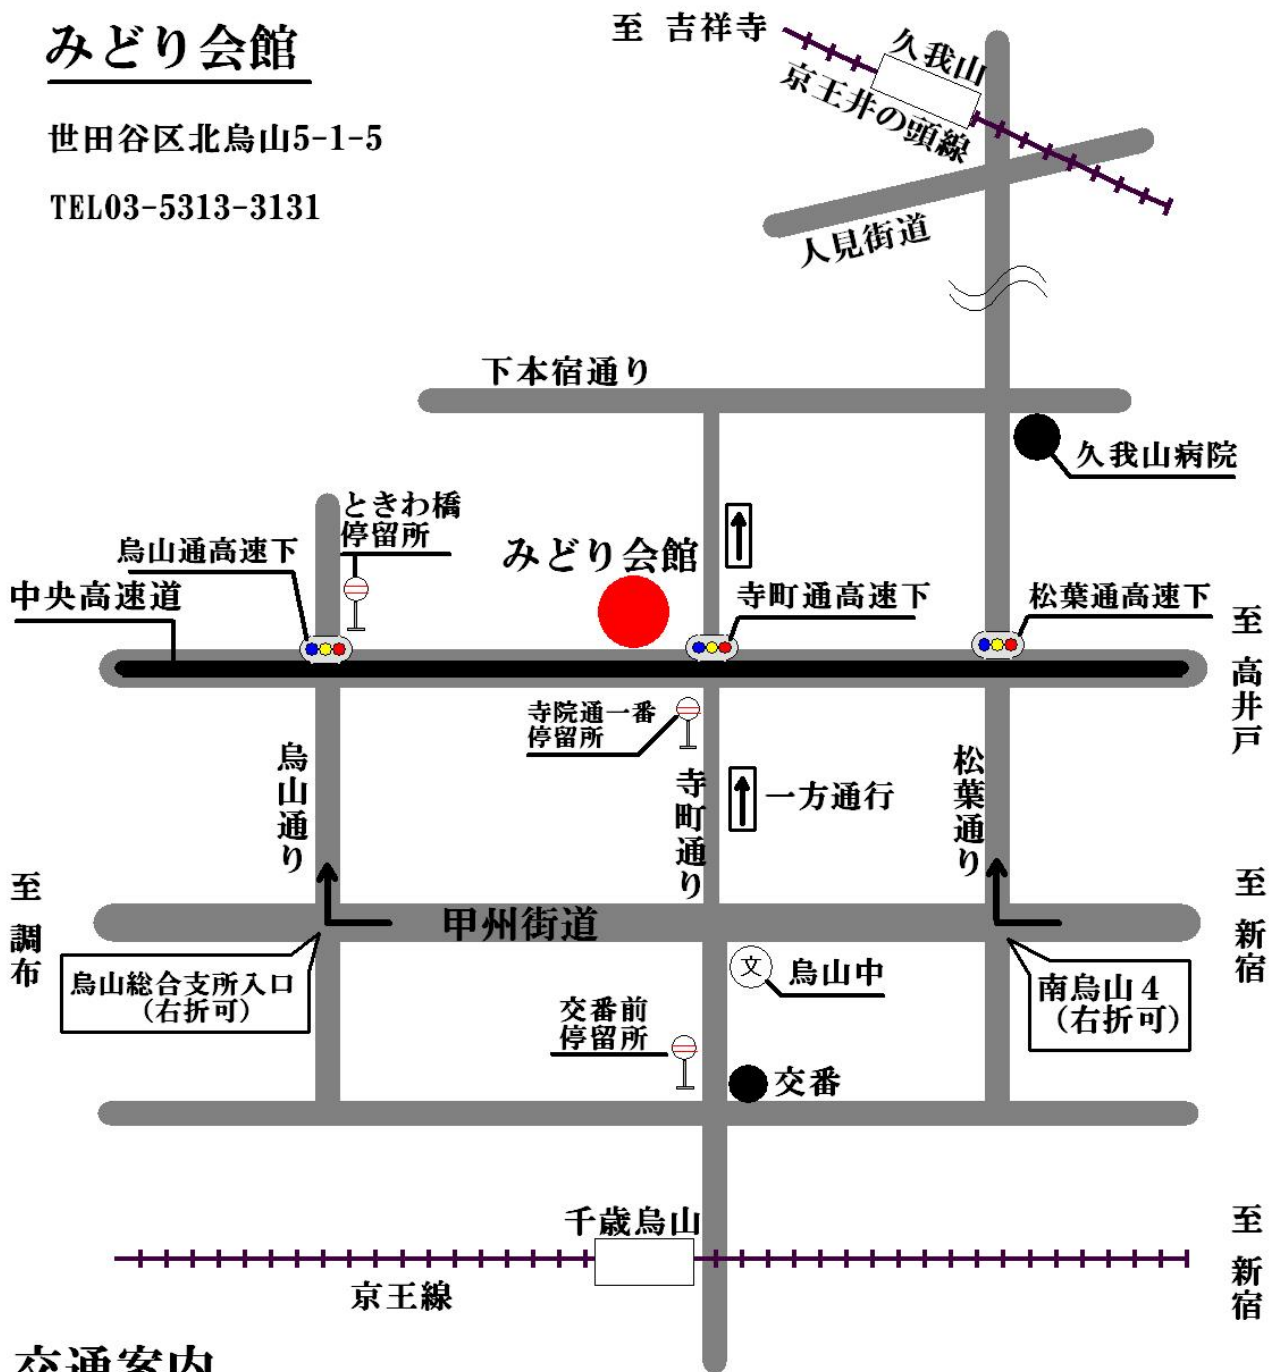 みどり会館
世田谷区北烏山5-1-5
TEL03-5313-3131
至 吉祥寺
久我山
京王井の頭線
人見街道
下本宿通り
久我山病院
ときわ橋
停留所
烏山通高速下
みどり会館
中央高速道
寺町通高速下
松葉通高速下
至 高井戸
寺院通一番
停留所
烏山通り
寺町通り
一方通行
松葉通り
至 調布
甲州街道
至 新宿
烏山総合支所入口
(右折可)
文
烏山中
南烏山4
(右折可)
交番前
停留所
交番
千歳烏山
京王線
至 新宿
交通案内